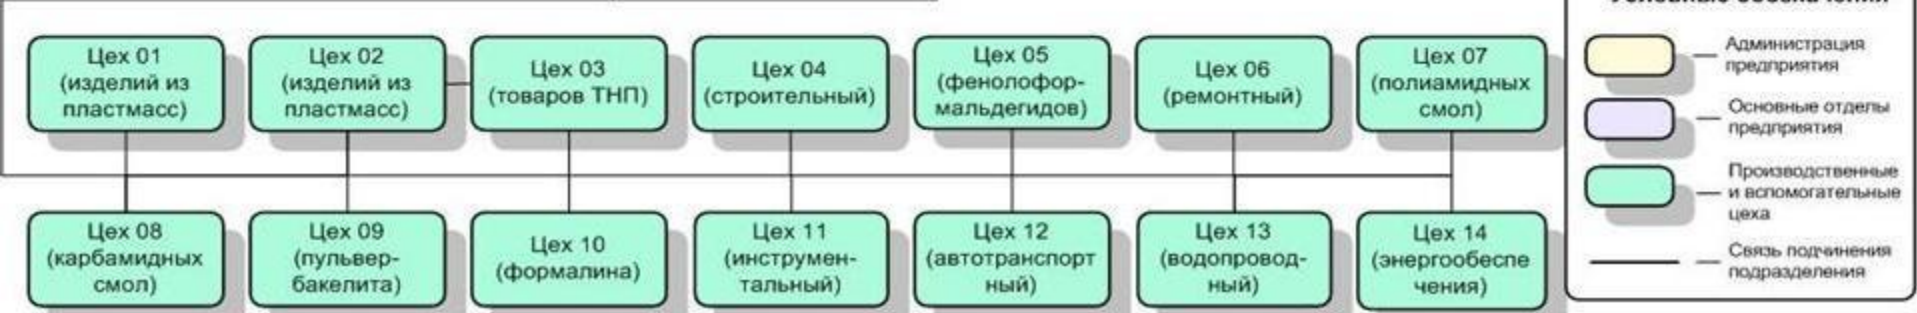 Цех 01
(изделий из
пластмасс)
Цех 02
(изделий из
пластмасс)
Цех 03
(товаров ТНП)
Цех 04
(строительный)
Цех 05
(фенолофор-
мальдегидов)
Цех 06
(ремонтный)
Цех 07
(полиамидных
смол)
Цех 08
(карбамидных
смол)
Цех 09
(пульвер-
бакелита)
Цех 10
(формалина)
Цех 11
(инструмен-
тальный)
Цех 12
(автотранспорт
ный)
Цех 13
(водопровод-
ный)
Цех 14
(энергообеспе
чения)
Администрация
предприятия
Основные отделы
предприятия
Производственные
и вспомогательные
цеха
Связь подчинения
подразделения